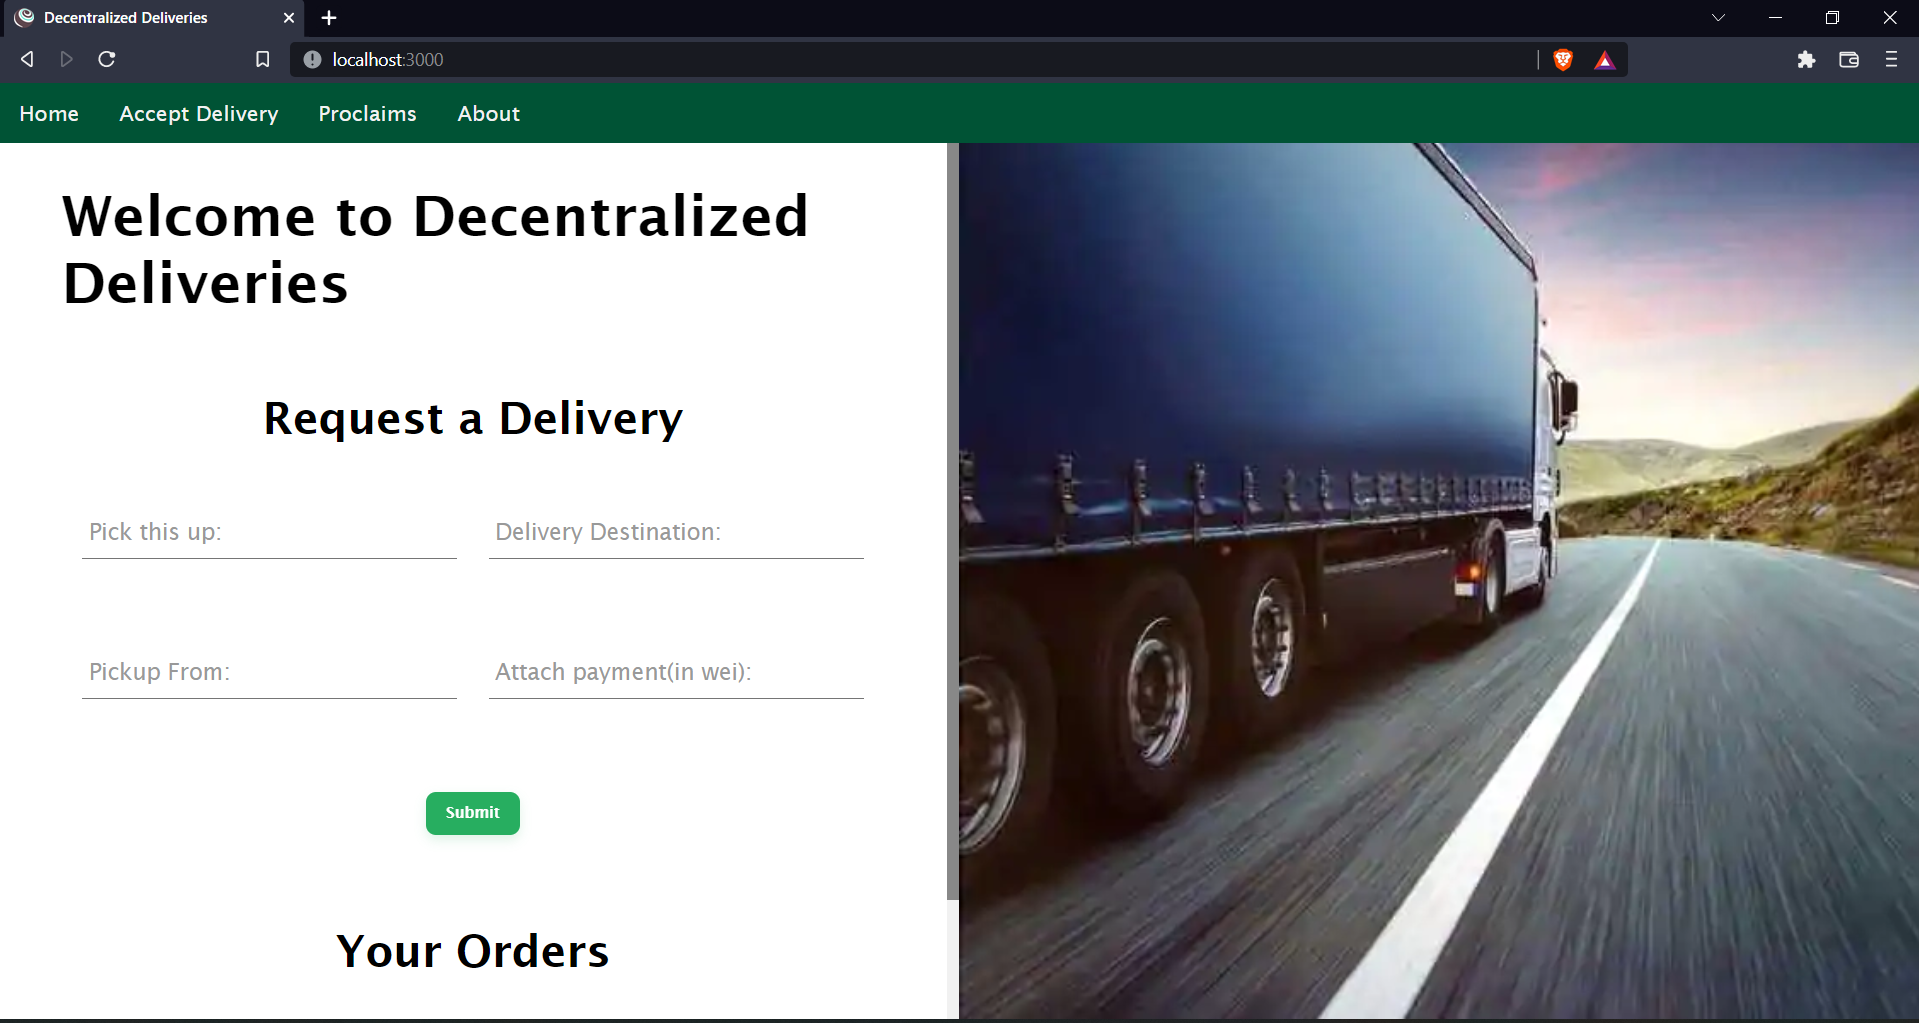 Decentralized Deliveries
localhost:3000
Home Accept Delivery Proclaims About
Welcome to Decentralized
Deliveries
Request a Delivery
Pick this up: Delivery Destination:
Pickup From: Attach payment(in wei):
Submit
Your Orders